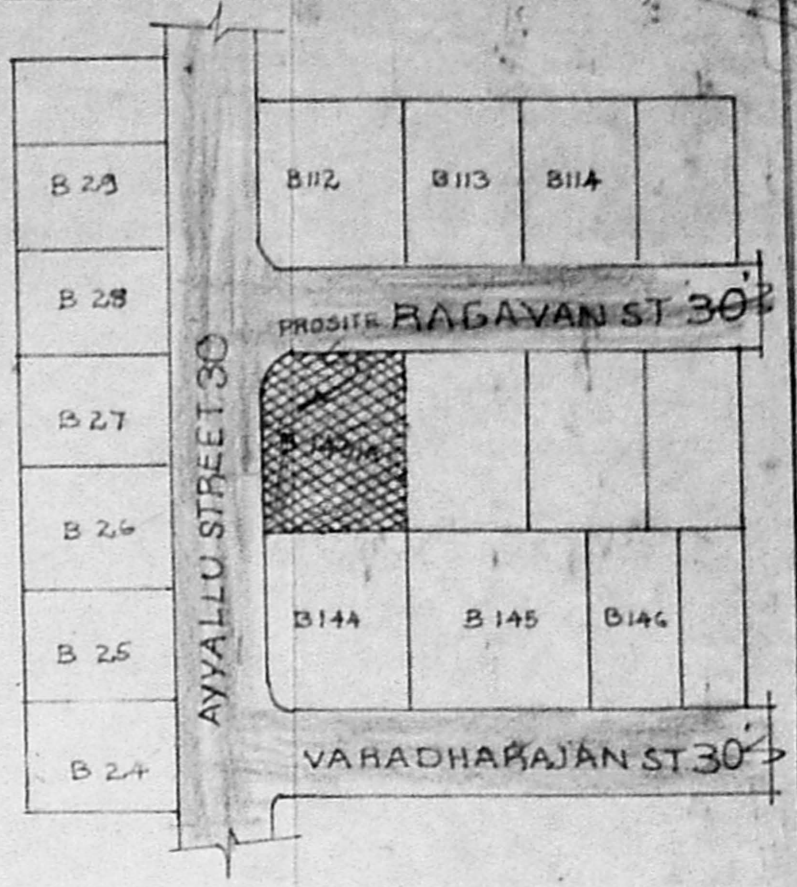 B 29
B112
B113
B114
B 28
PROSITE RAGAVAN ST 30'
B 27
AYYALLU STREET 30
B 26
B 25
B144
B 145
B146
B 24
VARADHARAJAN ST 30'